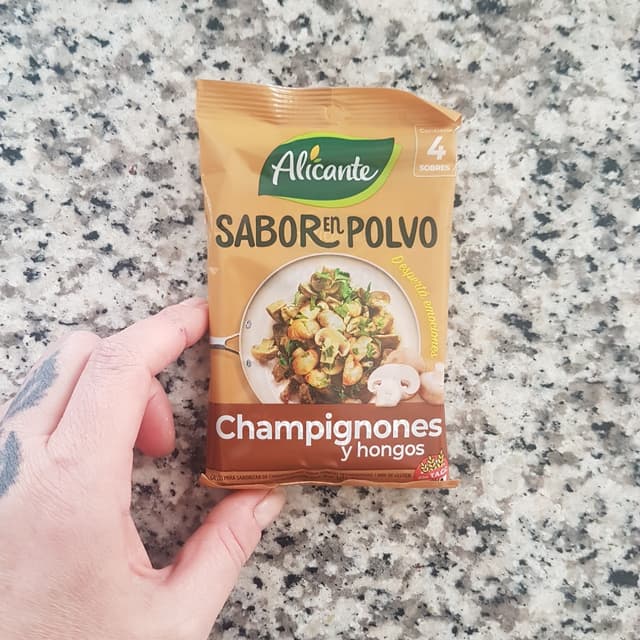 Alicante
Contiene
4
SOBRES
SABOR EN POLVO
Despertá emociones
Champignones
y hongos